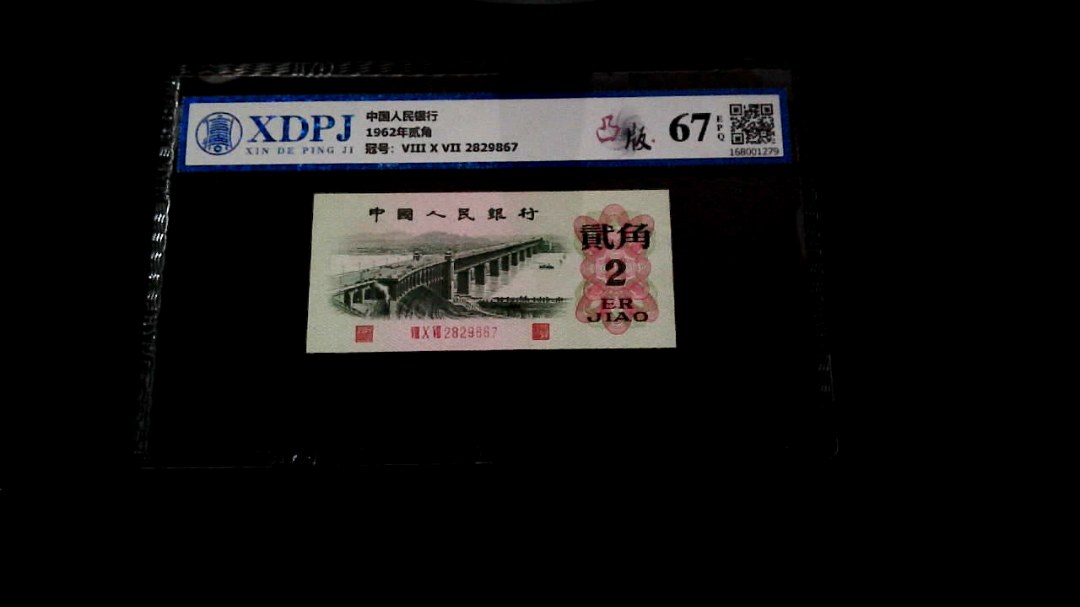 XDPJ
XIN DE PING JI
中国人民银行
1962年贰角
冠号：VIII X VII 2829867
凸版
67
EPQ
168001279
中國人民銀行
貳角
2
ER
JIAO
VIII X VII 2829867